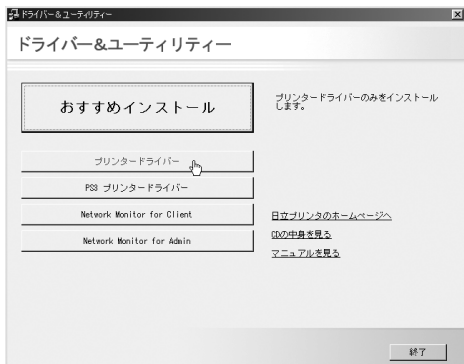 ドライバー&ユーティリティー
ドライバー&ユーティリティー
おすすめインストール
プリンタードライバーのみをインストール
します。
プリンタードライバー
PS3 プリンタードライバー
Network Monitor for Client
Network Monitor for Admin
日立プリンタのホームページへ
CDの中身を見る
マニュアルを見る
終了